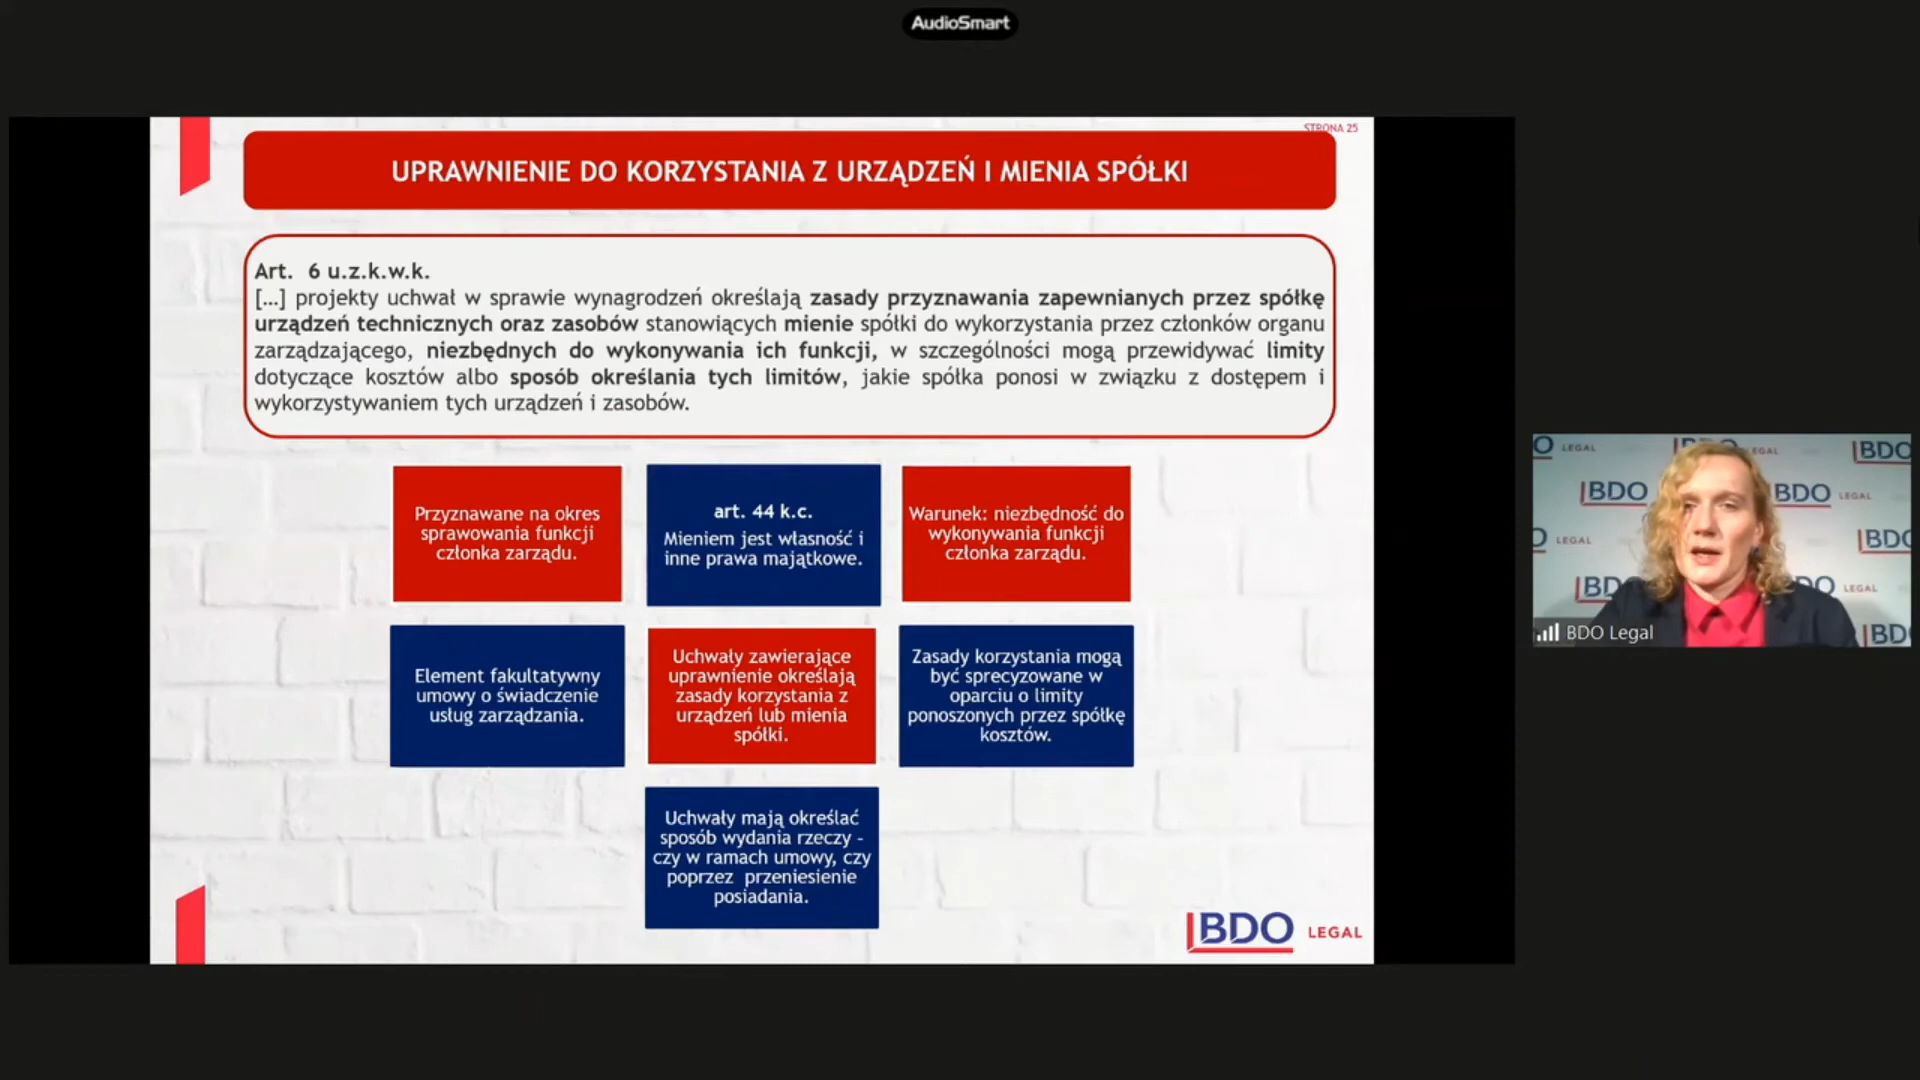 AudioSmart
STRONA 25
UPRAWNIENIE DO KORZYSTANIA Z URZĄDZEŃ I MIENIA SPÓŁKI
Art. 6 u.z.k.w.k.
[...] projekty uchwał w sprawie wynagrodzeń określają zasady przyznawania zapewnianych przez spółkę
urządzeń technicznych oraz zasobów stanowiących mienie spółki do wykorzystania przez członków organu
zarządzającego, niezbędnych do wykonywania ich funkcji, w szczególności mogą przewidywać limity
dotyczące kosztów albo sposób określania tych limitów, jakie spółka ponosi w związku z dostępem i
wykorzystywaniem tych urządzeń i zasobów.
Przyznawane na okres
sprawowania funkcji
członka zarządu.
art. 44 k.c.
Mieniem jest własność i
inne prawa majątkowe.
Warunek: niezbędność do
wykonywania funkcji
członka zarządu.
Element fakultatywny
umowy o świadczenie
usług zarządzania.
Uchwały zawierające
uprawnienie określają
zasady korzystania z
urządzeń lub mienia
spółki.
Zasady korzystania mogą
być sprecyzowane w
oparciu o limity
ponoszonych przez spółkę
kosztów.
Uchwały mają określać
sposób wydania rzeczy -
czy w ramach umowy, czy
poprzez przeniesienie
posiadania.
BDO LEGAL
BDO LEGAL
BDO LEGAL
BDO Legal